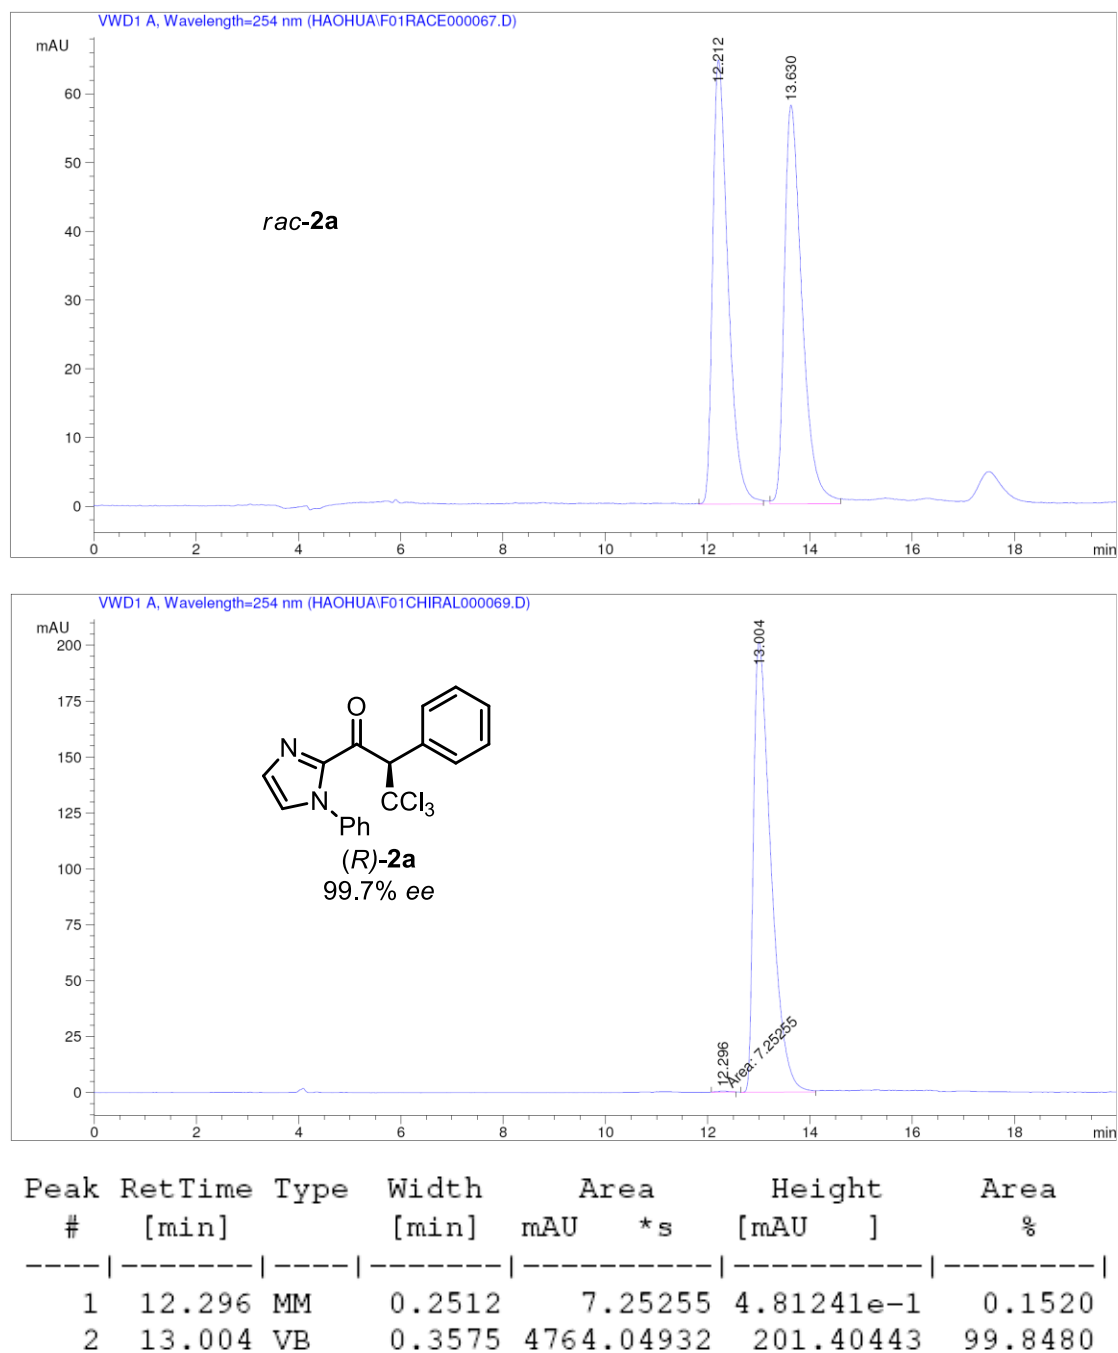 VWD1 A, Wavelength=254 nm (HAOHUA\F01RACE000067.D)
mAU
12.212
13.630
60
50
rac-2a
40
30
20
10
0
0 2 4 6 8 10 12 14 16 18 min
VWD1 A, Wavelength=254 nm (HAOHUA\F01CHIRAL000069.D)
mAU
13.004
200
175
O
N
150
N
CCl3
125
Ph
(R)-2a
100
99.7% ee
75
50
25
12.296
Area: 7.25255
0
0 2 4 6 8 10 12 14 16 18 min
Peak RetTime Type Width Area Height Area
# [min] [min] mAU *s [mAU ] %
----|-------|----|-------|----------|----------|--------|
1 12.296 MM 0.2512 7.25255 4.81241e-1 0.1520
2 13.004 VB 0.3575 4764.04932 201.40443 99.8480